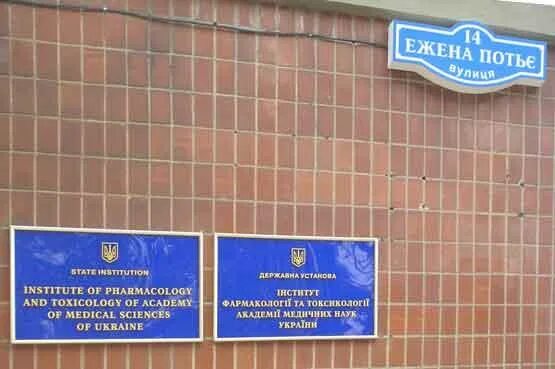 14
ЕЖЕНА ПОТЬЄ
вулиця
STATE INSTITUTION
INSTITUTE OF PHARMACOLOGY
AND TOXICOLOGY OF ACADEMY
OF MEDICAL SCIENCES
OF UKRAINE
ДЕРЖАВНА УСТАНОВА
ІНСТИТУТ
ФАРМАКОЛОГІЇ ТА ТОКСИКОЛОГІЇ
АКАДЕМІЇ МЕДИЧНИХ НАУК
УКРАЇНИ